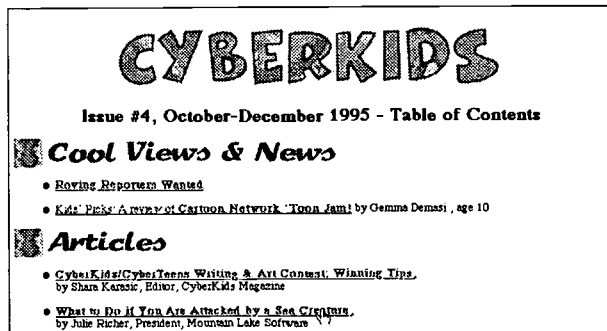 CYBERKIDS
Issue #4, October-December 1995 - Table of Contents
Cool Views & News
• Roving Reporters Wanted
• Kids' Picks: A review of Cartoon Network 'Toon Jam! by Gemma Demasi , age 10
Articles
• CyberKids/CyberTeens Writing & Art Contest: Winning Tips,
by Shara Karasic, Editor, CyberKids Magazine
• What to Do if You Are Attacked by a Sea Creature,
by Julie Richer, President, Mountain Lake Software